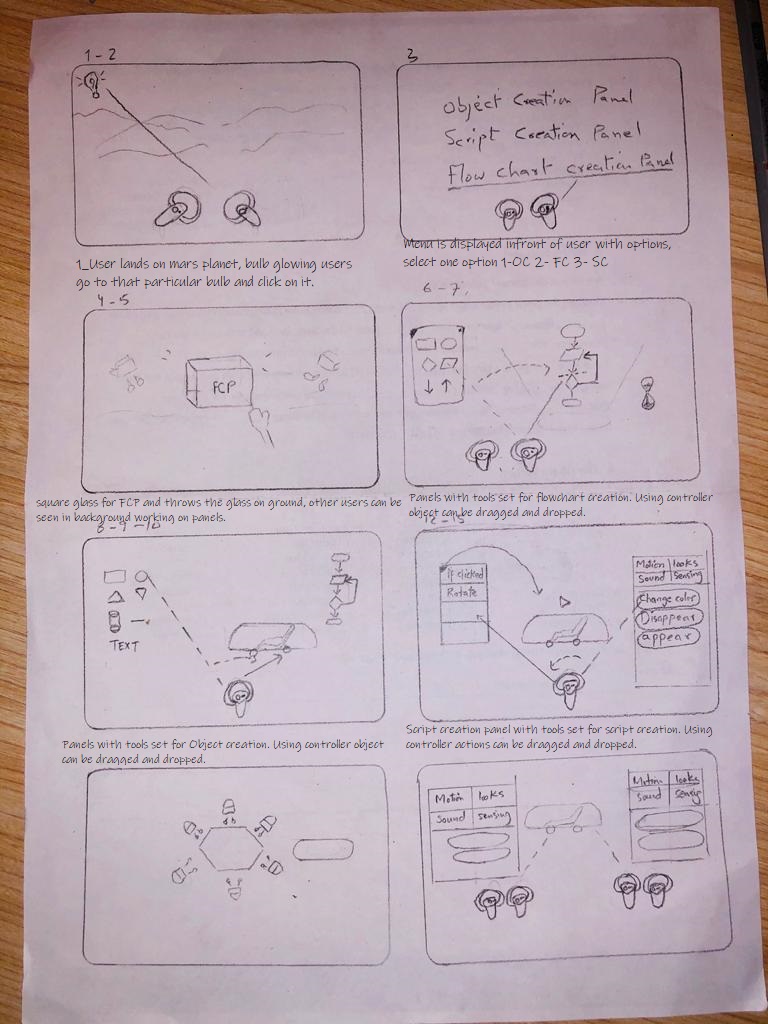 1 - 2
3
Object Creation Panel
Script Creation Panel
Flow chart creation Panel
1_User lands on mars planet, bulb glowing users
go to that particular bulb and click on it.
Menu is displayed infront of user with options,
select one option 1-OC 2- FC 3- SC
4 - 5
6 - 7
FCP
square glass for FCP and throws the glass on ground, other users can be
seen in background working on panels.
Panels with tools set for flowchart creation. Using controller
object can be dragged and dropped.
8 - 9 - 10
TEXT
If clicked
Rotate
Motion looks
Sound Sensing
Change color
Disappear
appear
Panels with tools set for Object creation. Using controller object
can be dragged and dropped.
Script creation panel with tools set for script creation. Using
controller actions can be dragged and dropped.
Motion looks
Sound sensing
Motion looks
Sound Sensig